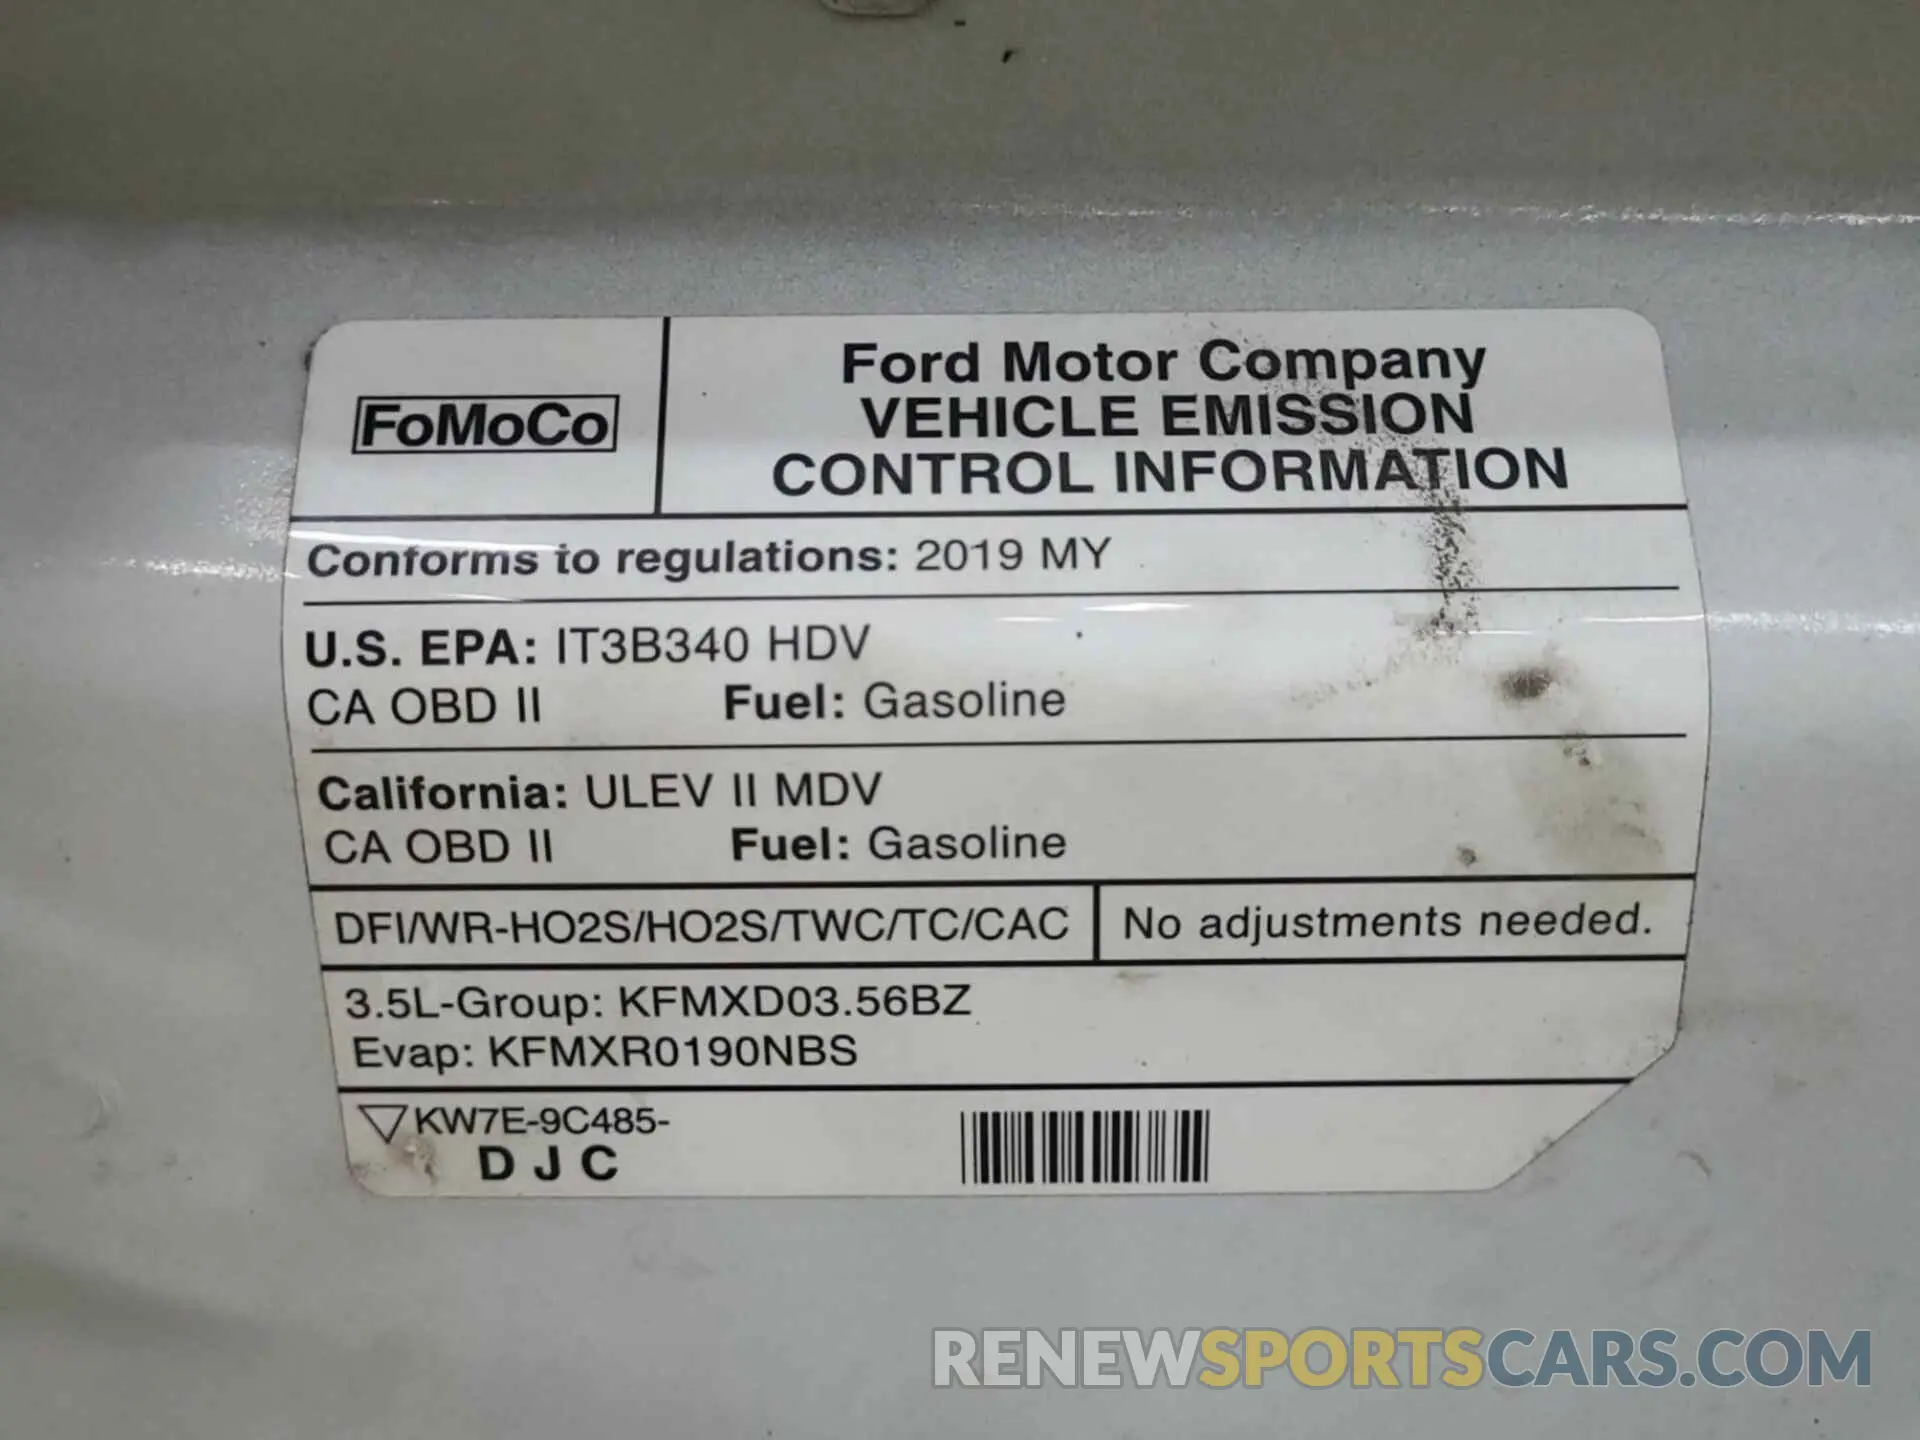 FoMoCo
Ford Motor Company
VEHICLE EMISSION
CONTROL INFORMATION
Conforms to regulations: 2019 MY
U.S. EPA: IT3B340 HDV
CA OBD II Fuel: Gasoline
California: ULEV II MDV
CA OBD II Fuel: Gasoline
DFI/WR-HO2S/HO2S/TWC/TC/CAC No adjustments needed.
3.5L-Group: KFMXD03.56BZ
Evap: KFMXR0190NBS
KW7E-9C485-
D J C
RENEWSPORTSCARS.COM